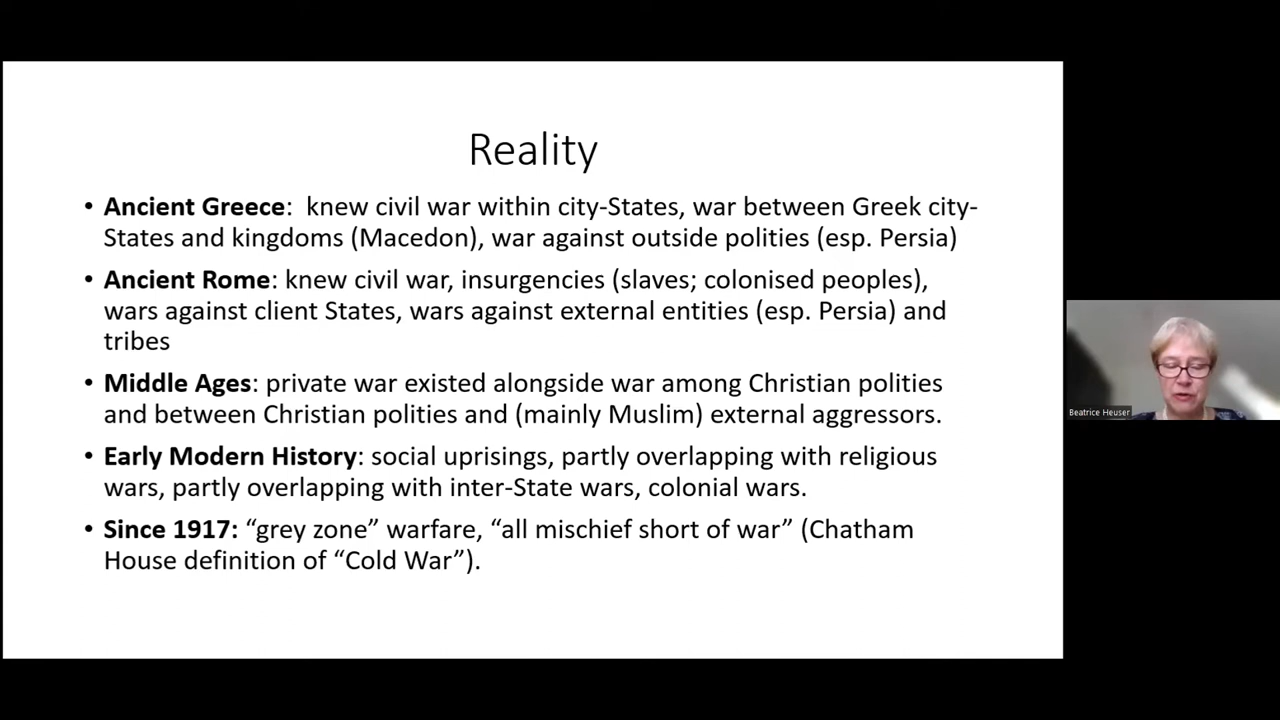 Reality
• Ancient Greece:  knew civil war within city-States, war between Greek city-
States and kingdoms (Macedon), war against outside polities (esp. Persia)
• Ancient Rome: knew civil war, insurgencies (slaves; colonised peoples),
wars against client States, wars against external entities (esp. Persia) and
tribes
• Middle Ages: private war existed alongside war among Christian polities
and between Christian polities and (mainly Muslim) external aggressors.
• Early Modern History: social uprisings, partly overlapping with religious
wars, partly overlapping with inter-State wars, colonial wars.
• Since 1917: “grey zone” warfare, “all mischief short of war” (Chatham
House definition of “Cold War”).
Beatrice Heuser